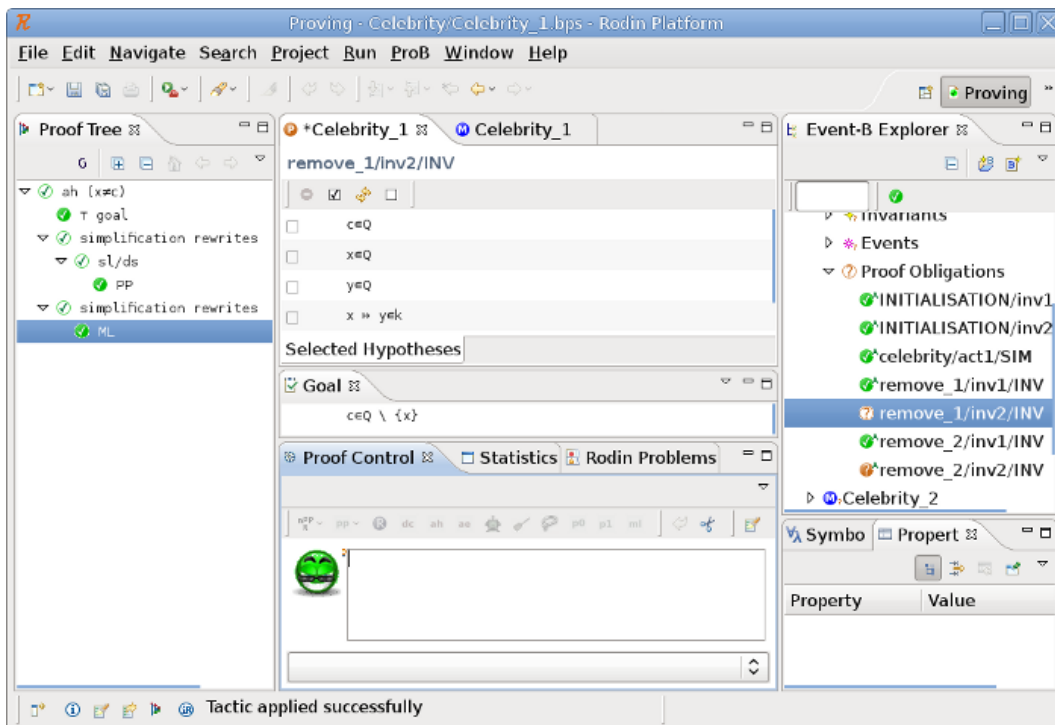 Proving - Celebrity/Celebrity_1.bps - Rodin Platform
File Edit Navigate Search Project Run ProB Window Help
Proving
Proof Tree
G
ah (x≠c)
⊤ goal
simplification rewrites
sl/ds
PP
simplification rewrites
ML
*Celebrity_1 Celebrity_1
remove_1/inv2/INV
c∈Q
x∈Q
y∈Q
x ↦ y∈k
Selected Hypotheses
Goal
c∈Q \ {x}
Proof Control Statistics Rodin Problems
pp R dc ah ae p0 p1 ml
Event-B Explorer
Invariants
Events
Proof Obligations
INITIALISATION/inv1
INITIALISATION/inv2
celebrity/act1/SIM
remove_1/inv1/INV
remove_1/inv2/INV
remove_2/inv1/INV
remove_2/inv2/INV
Celebrity_2
Symbo Propert
Property Value
Tactic applied successfully